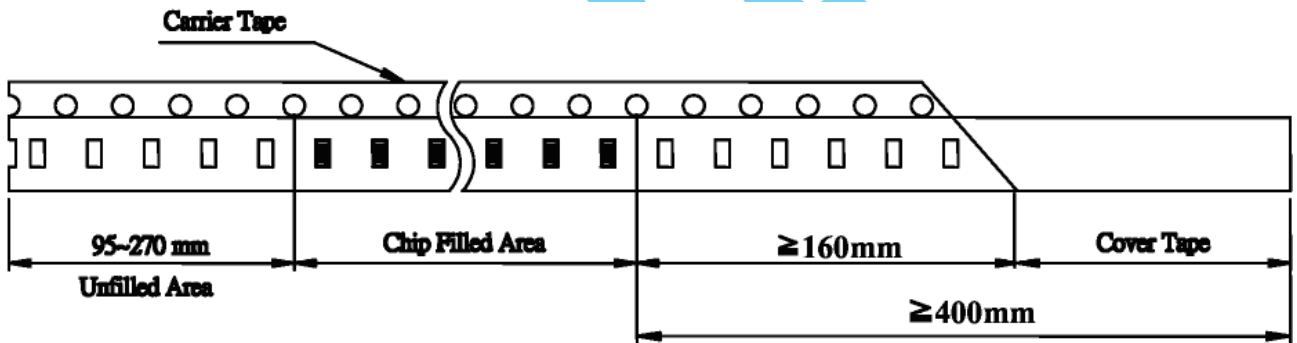 Carrier Tape
95~270 mm
Unfilled Area
Chip Filled Area
≧160mm
Cover Tape
≧400mm